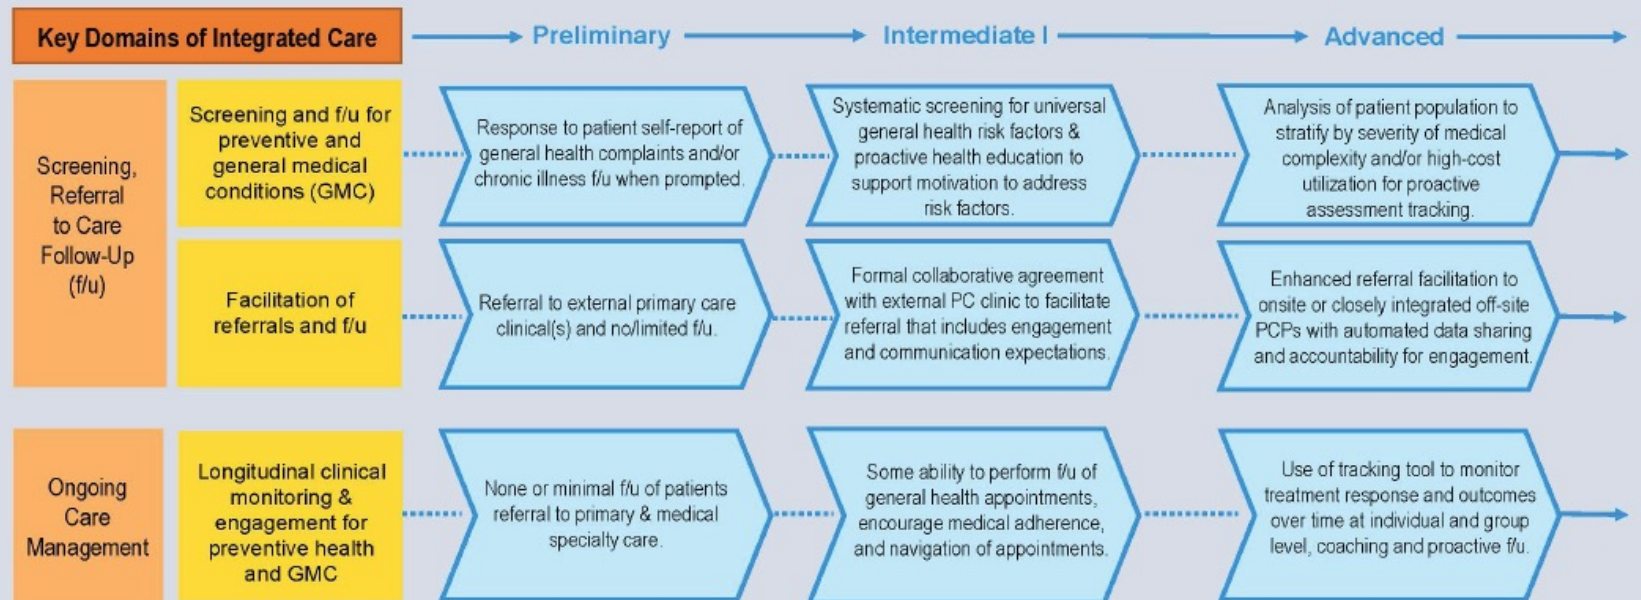 Key Domains of Integrated Care
Preliminary
Intermediate I
Advanced
Screening,
Referral
to Care
Follow-Up
(f/u)
Screening and f/u for
preventive and
general medical
conditions (GMC)
Response to patient self-report of
general health complaints and/or
chronic illness f/u when prompted.
Systematic screening for universal
general health risk factors &
proactive health education to
support motivation to address
risk factors.
Analysis of patient population to
stratify by severity of medical
complexity and/or high-cost
utilization for proactive
assessment tracking.
Facilitation of
referrals and f/u
Referral to external primary care
clinical(s) and no/limited f/u.
Formal collaborative agreement
with external PC clinic to facilitate
referral that includes engagement
and communication expectations.
Enhanced referral facilitation to
onsite or closely integrated off-site
PCPs with automated data sharing
and accountability for engagement.
Ongoing
Care
Management
Longitudinal clinical
monitoring &
engagement for
preventive health
and GMC
None or minimal f/u of patients
referral to primary & medical
specialty care.
Some ability to perform f/u of
general health appointments,
encourage medical adherence,
and navigation of appointments.
Use of tracking tool to monitor
treatment response and outcomes
over time at individual and group
level, coaching and proactive f/u.